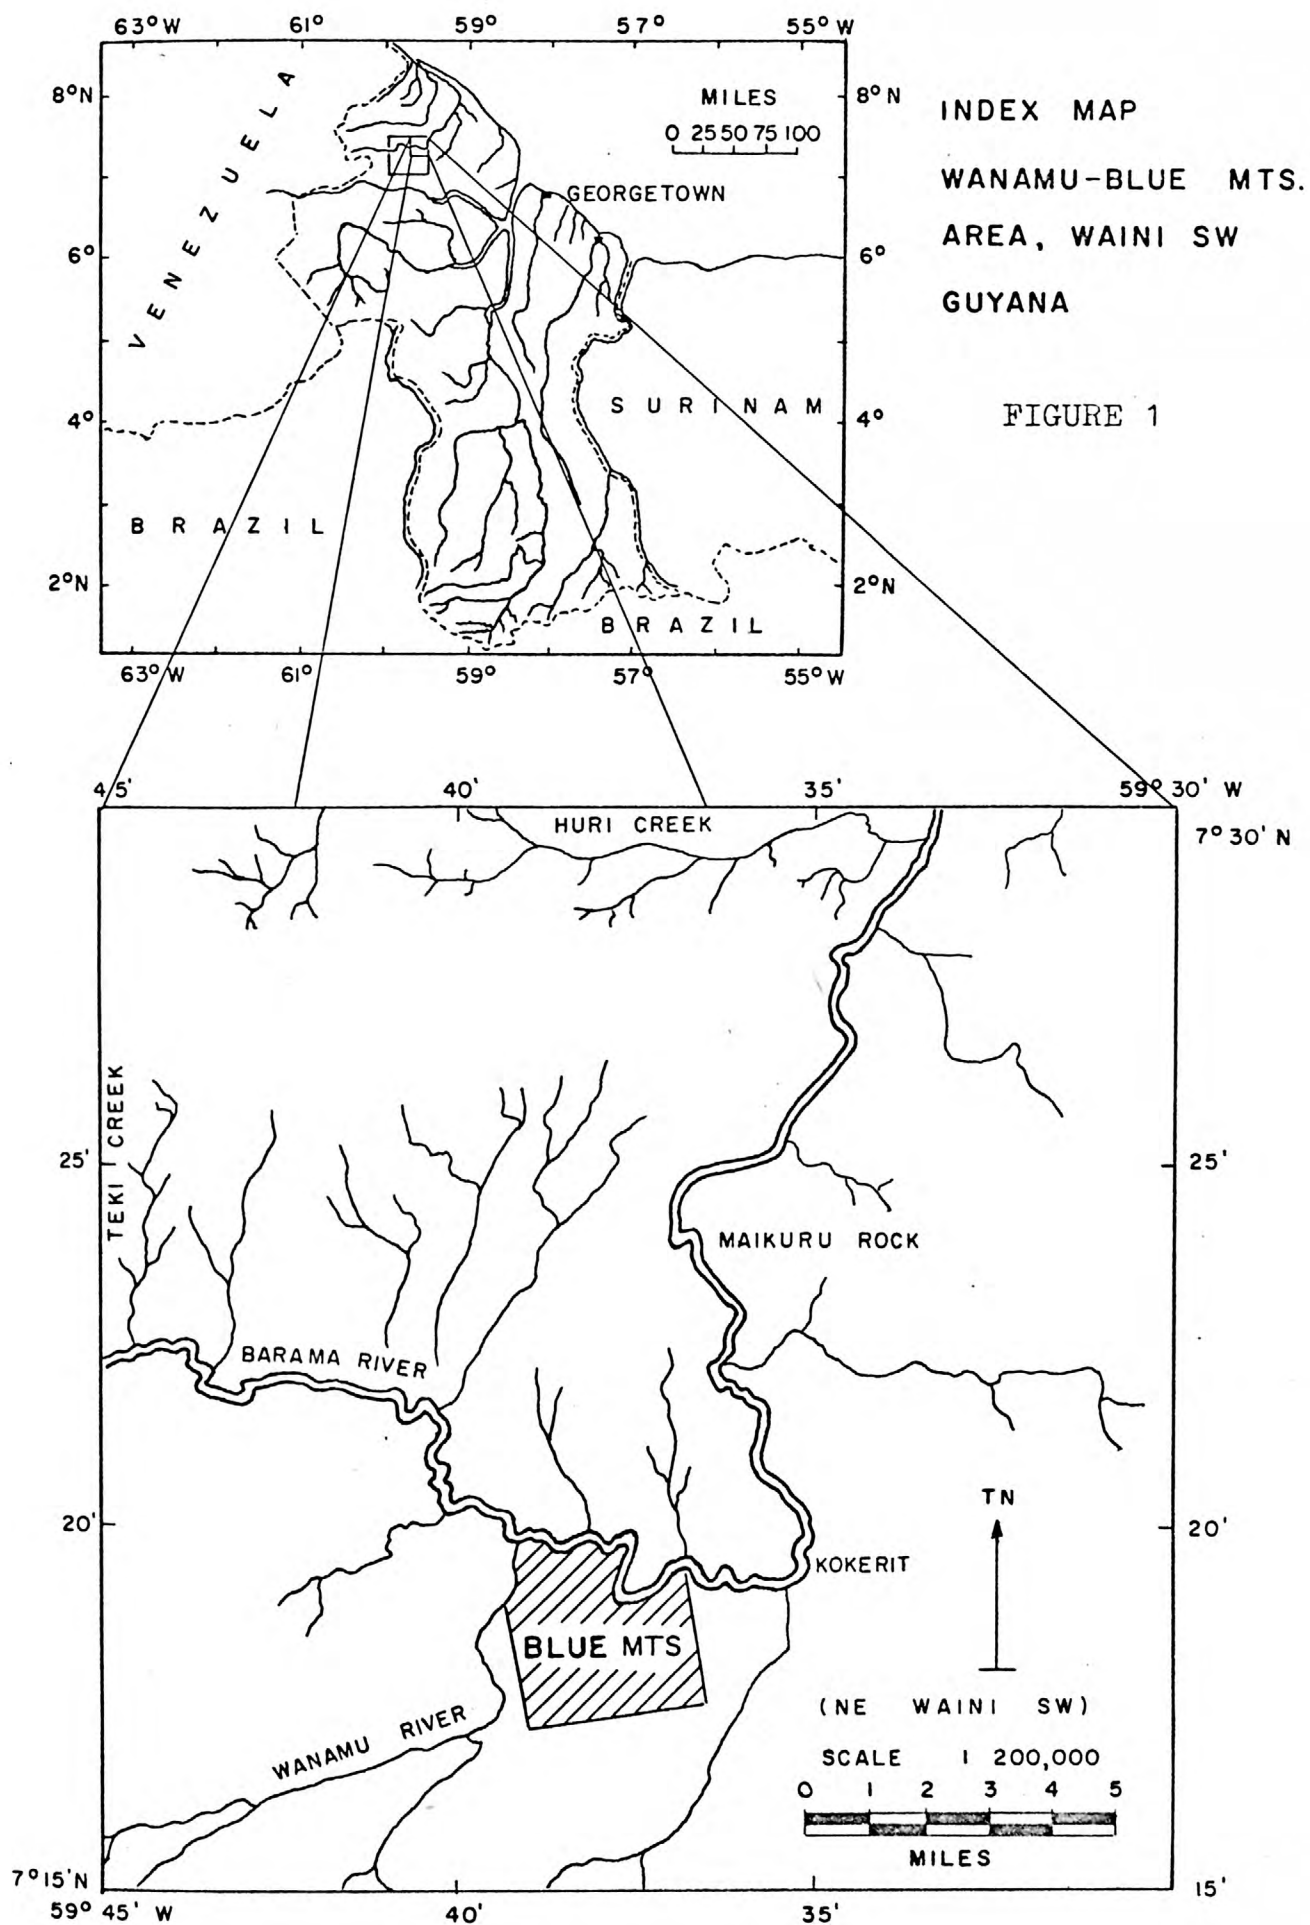 63° W 61° 59° 57° 55° W
8° N
VENEZUELA
MILES
0 25 50 75 100
8° N
INDEX MAP
WANAMU-BLUE MTS.
AREA, WAINI SW
GUYANA
GEORGETOWN
6°
6°
4°
SURINAM
4°
FIGURE 1
BRAZIL
2° N
2° N
BRAZIL
63° W 61° 59° 57° 55° W
45' 40' 35' 59° 30' W
7° 30' N
HURI CREEK
TEKI CREEK
25'
25'
MAIKURU ROCK
BARAMA RIVER
20'
TN
20'
KOKERIT
BLUE MTS
WANAMU RIVER
(NE WAINI SW)
SCALE 1 200,000
0 1 2 3 4 5
MILES
7° 15' N
15'
59° 45' W 40' 35'